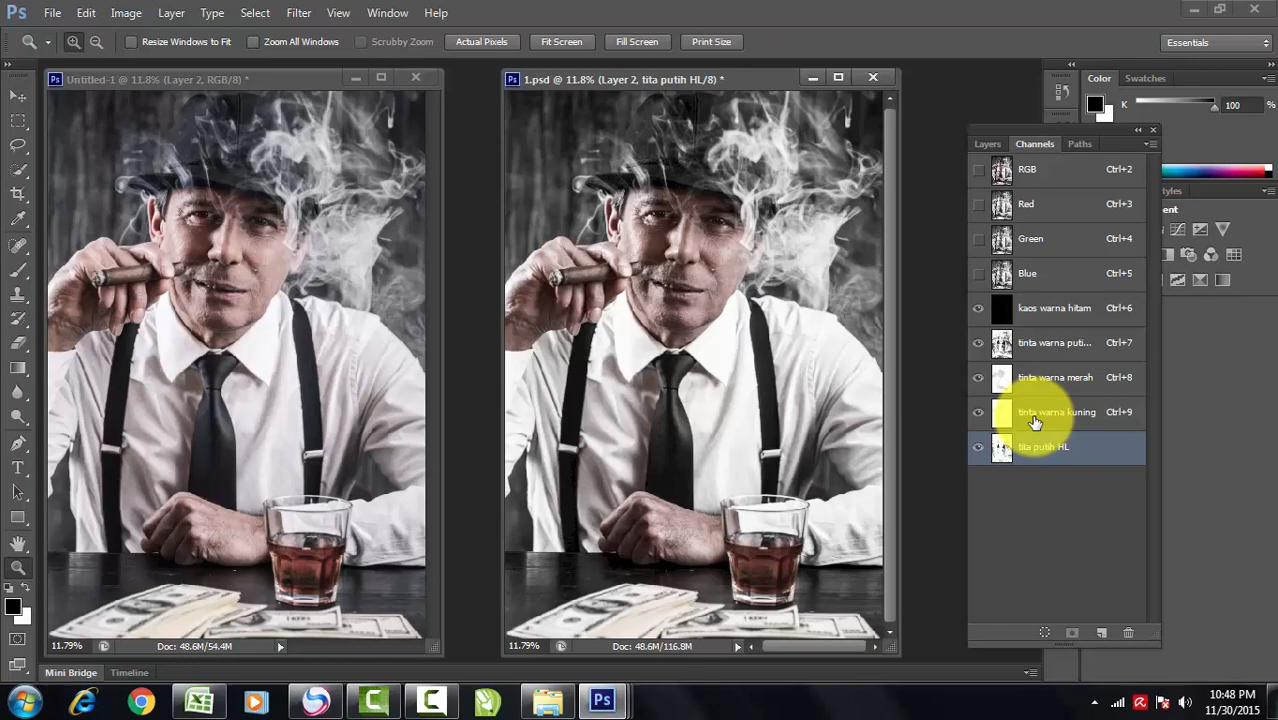 Ps File Edit Image Layer Type Select Filter View Window Help
Resize Windows to Fit Zoom All Windows Scrubby Zoom Actual Pixels Fit Screen Fill Screen Print Size Essentials
Untitled-1 @ 11.8% (Layer 2, RGB/8) *
1.psd @ 11.8% (Layer 2, tita putih HL/8) *
Color Swatches
K 100 %
Layers Channels Paths
RGB Ctrl+2
Red Ctrl+3
Green Ctrl+4
Blue Ctrl+5
kaos warna hitam Ctrl+6
tinta warna puti... Ctrl+7
tinta warna merah Ctrl+8
tinta warna kuning Ctrl+9
tita putih HL
11.79% Doc: 48.6M/54.4M
11.79% Doc: 48.6M/116.8M
Mini Bridge Timeline
Ps
10:48 PM
11/30/2015